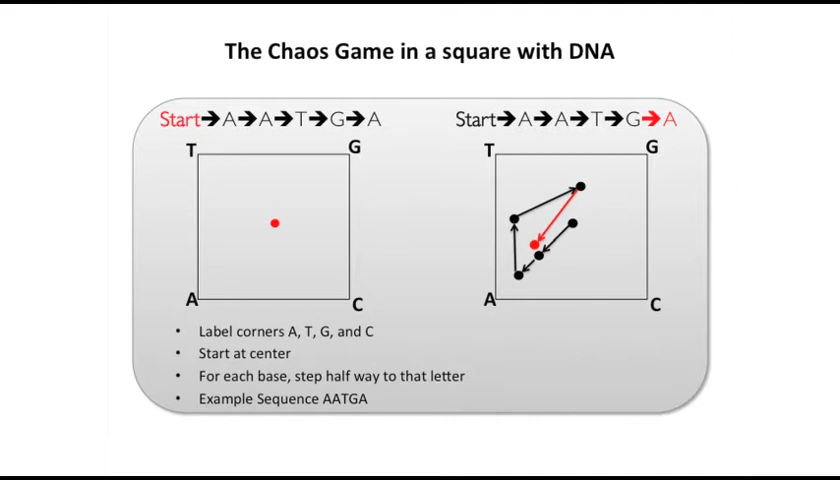 The Chaos Game in a square with DNA
Start➔A➔A➔T➔G➔A
Start➔A➔A➔T➔G➔A
T G
T G
A C
A C
• Label corners A, T, G, and C
• Start at center
• For each base, step half way to that letter
• Example Sequence AATGA